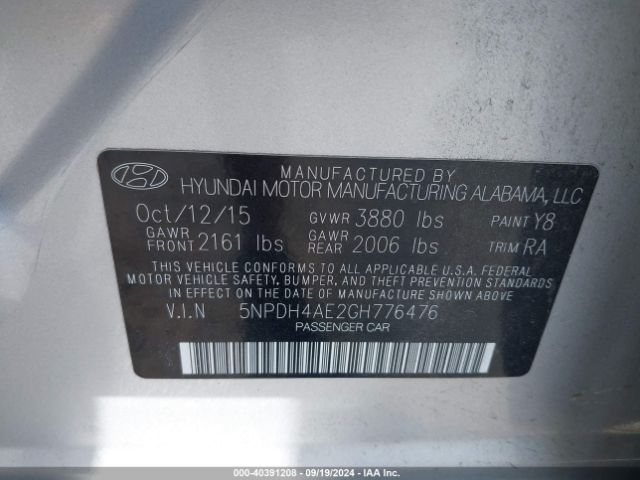 MANUFACTURED BY
HYUNDAI MOTOR MANUFACTURING ALABAMA, LLC
Oct/12/15 GVWR 3880 lbs PAINT Y8
GAWR FRONT 2161 lbs GAWR REAR 2006 lbs TRIM RA
THIS VEHICLE CONFORMS TO ALL APPLICABLE U.S.A. FEDERAL
MOTOR VEHICLE SAFETY, BUMPER, AND THEFT PREVENTION STANDARDS
IN EFFECT ON THE DATE OF MANUFACTURE SHOWN ABOVE.
V.I.N 5NPDH4AE2GH776476
PASSENGER CAR
000-40391208 - 09/19/2024 - IAA Inc.